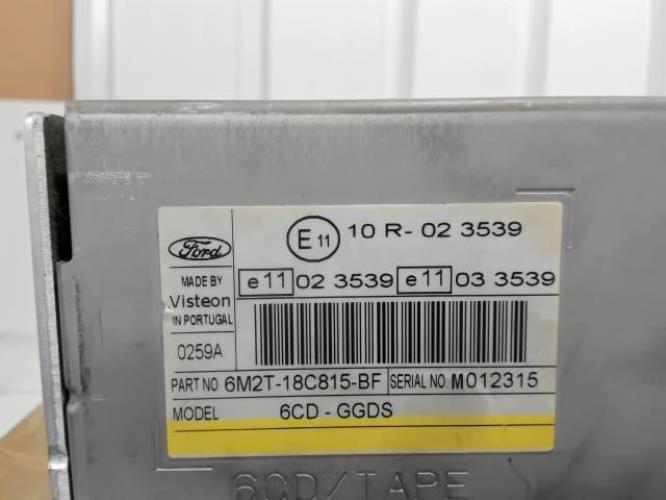 E 11 10 R- 02 3539
Ford
MADE BY
Visteon
IN PORTUGAL
e11 02 3539 e11 03 3539
0259A
PART NO 6M2T-18C815-BF SERIAL NO. M012315
MODEL 6CD - GGDS
6CD/TAPE